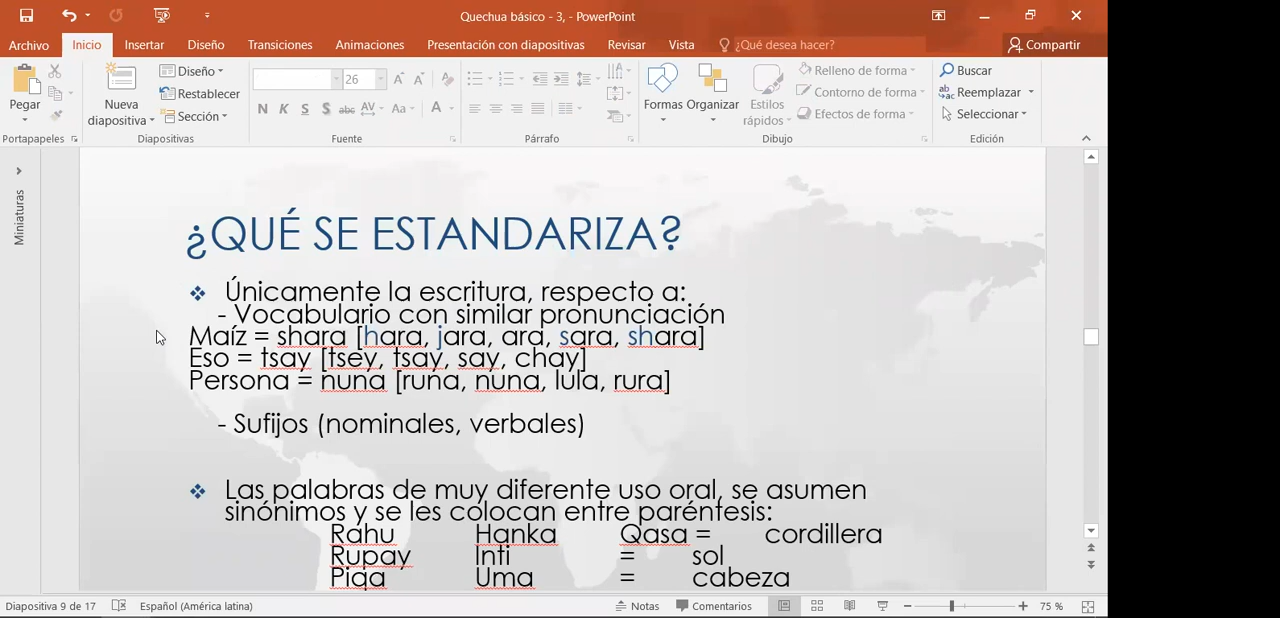 Quechua básico - 3, - PowerPoint
Archivo Inicio Insertar Diseño Transiciones Animaciones Presentación con diapositivas Revisar Vista ¿Qué desea hacer? Compartir
Pegar
Portapapeles
Nueva diapositiva
Diseño
Restablecer
Sección
Diapositivas
26
N K S S abc AV Aa A
Fuente
Párrafo
Formas Organizar Estilos rápidos
Relleno de forma
Contorno de forma
Efectos de forma
Dibujo
Buscar
Reemplazar
Seleccionar
Edición
Miniaturas
¿QUÉ SE ESTANDARIZA?
Únicamente la escritura, respecto a:
- Vocabulario con similar pronunciación
Maíz = shara [hara, jara, ara, sara, shara]
Eso = tsay [tsey, tsay, say, chay]
Persona = nuna [runa, nuna, lula, rura]
- Sufijos (nominales, verbales)
Las palabras de muy diferente uso oral, se asumen
sinónimos y se les colocan entre paréntesis:
Rahu Hanka Qasa = cordillera
Rupay Inti = sol
Piqa Uma = cabeza
Diapositiva 9 de 17 Español (América latina) Notas Comentarios 75 %